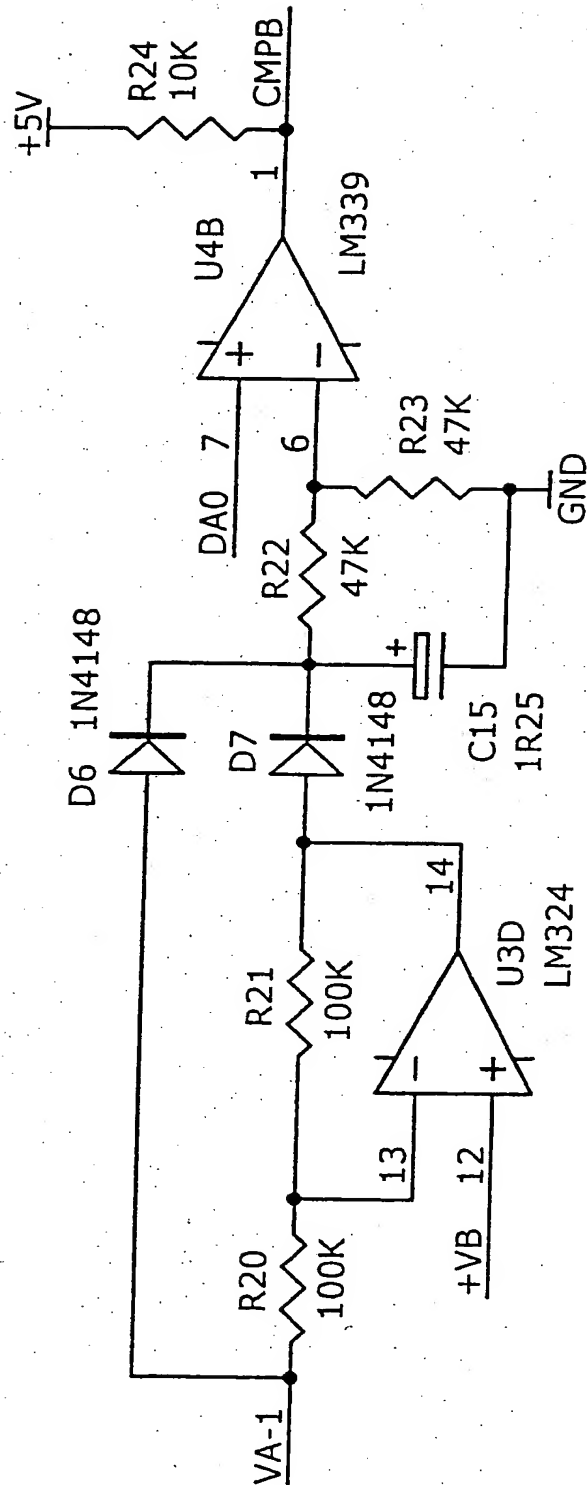 +5V
R24
10K
CMPB
1
U4B
LM339
+
-
7
DA0
6
R23
47K
GND
R22
47K
D6
1N4148
D7
1N4148
+
C15
1R25
R21
100K
14
U3D
LM324
-
+
13
12
+VB
R20
100K
VA-1